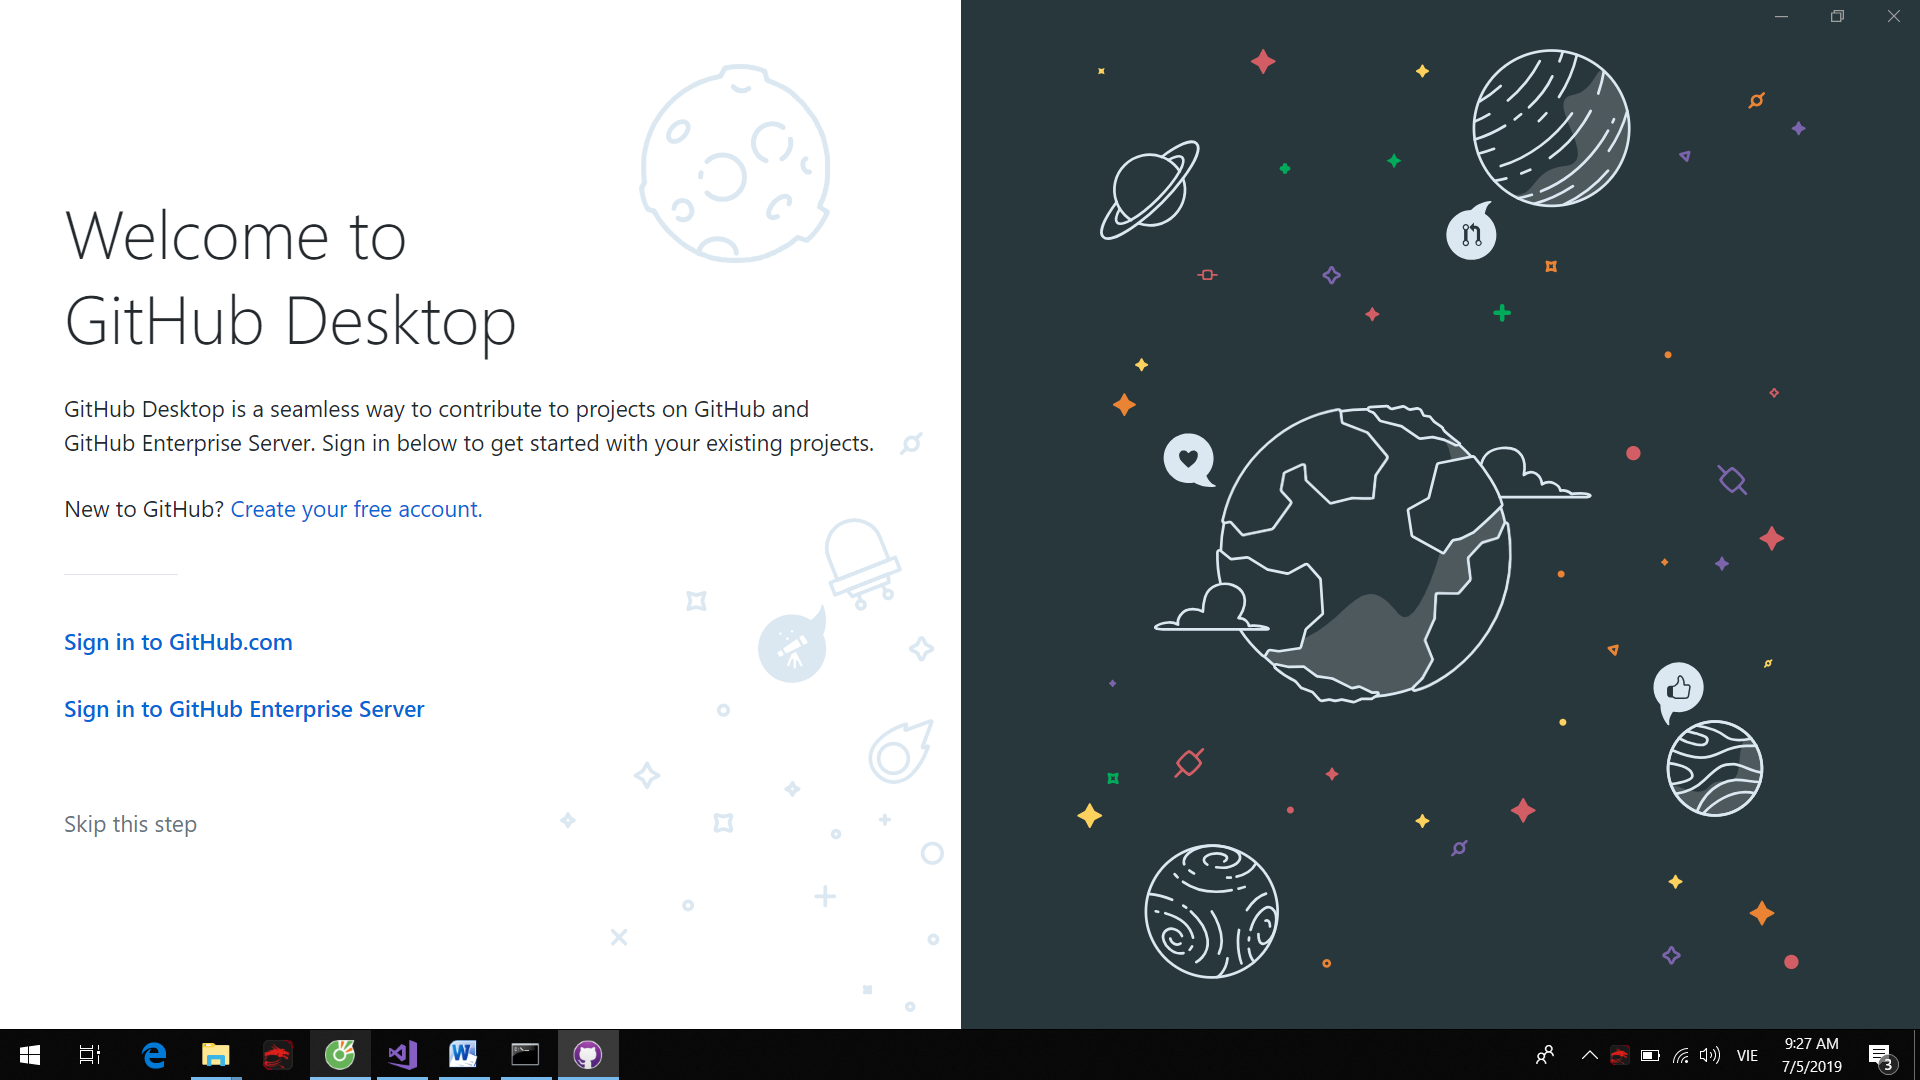 Welcome to
GitHub Desktop
GitHub Desktop is a seamless way to contribute to projects on GitHub and
GitHub Enterprise Server. Sign in below to get started with your existing projects.
New to GitHub? Create your free account.
Sign in to GitHub.com
Sign in to GitHub Enterprise Server
Skip this step
VIE
9:27 AM
7/5/2019
3